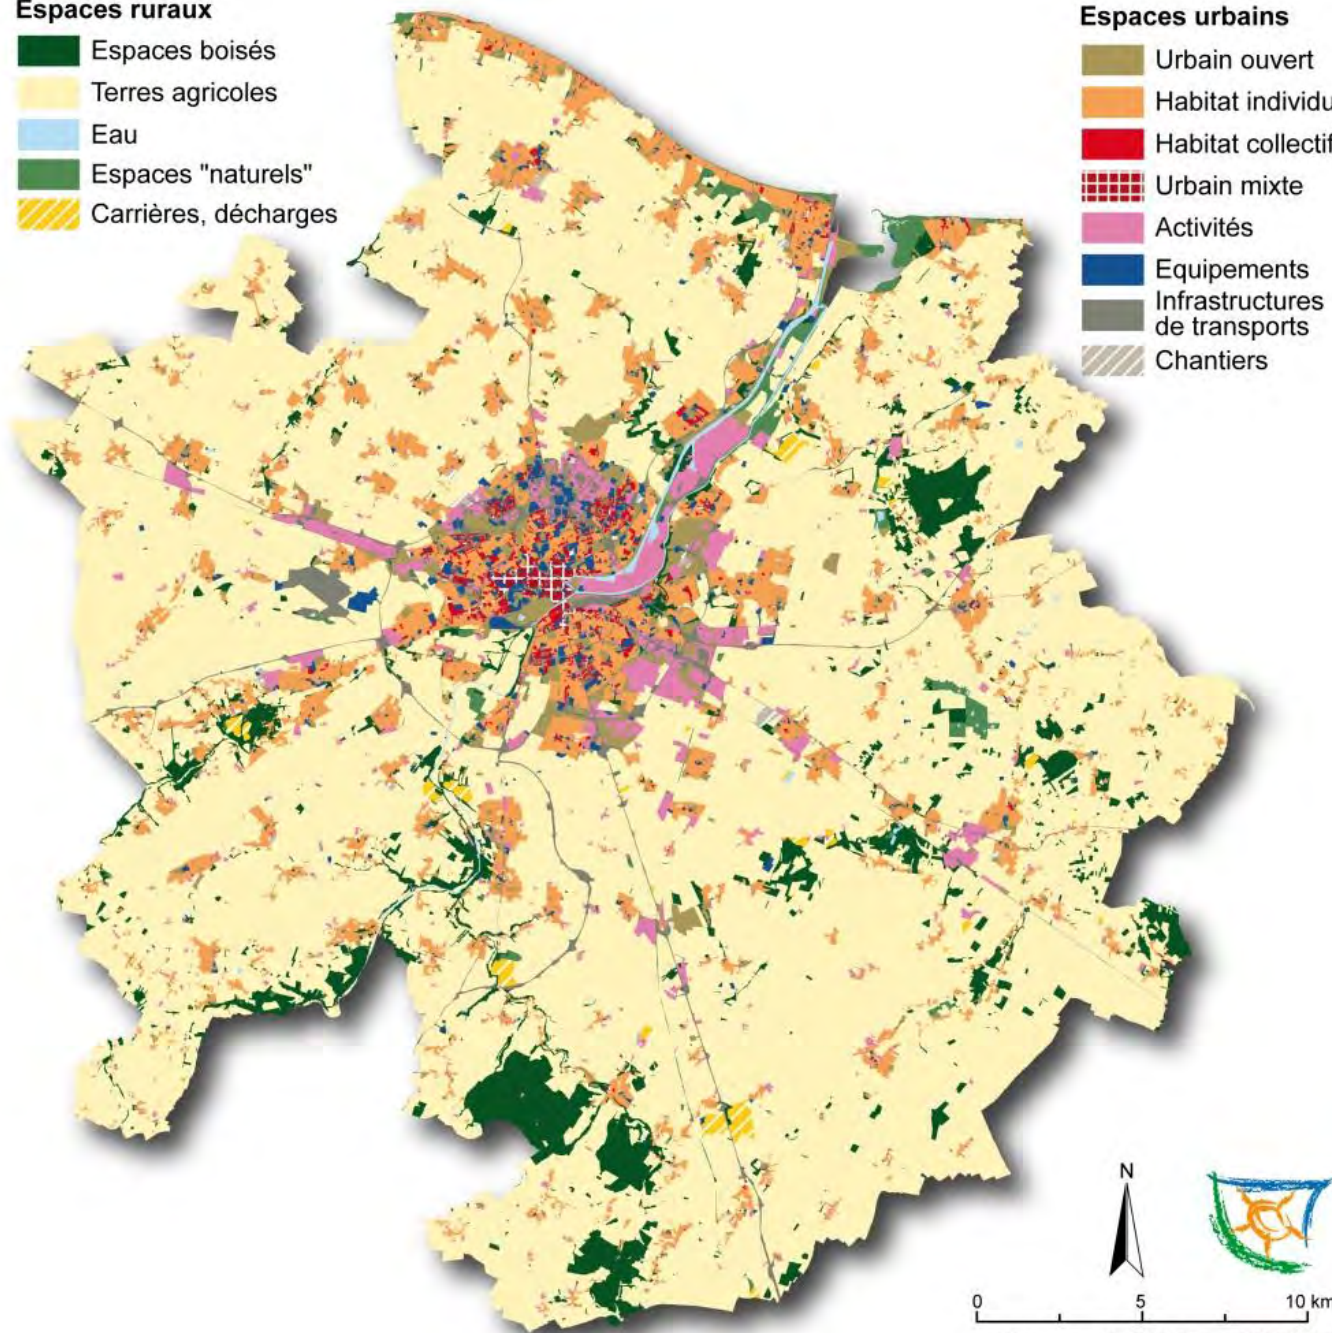 Espaces ruraux
Espaces boisés
Terres agricoles
Eau
Espaces "naturels"
Carrières, décharges
Espaces urbains
Urbain ouvert
Habitat individu
Habitat collectif
Urbain mixte
Activités
Equipements
Infrastructures
de transports
Chantiers
N
0 5 10 km